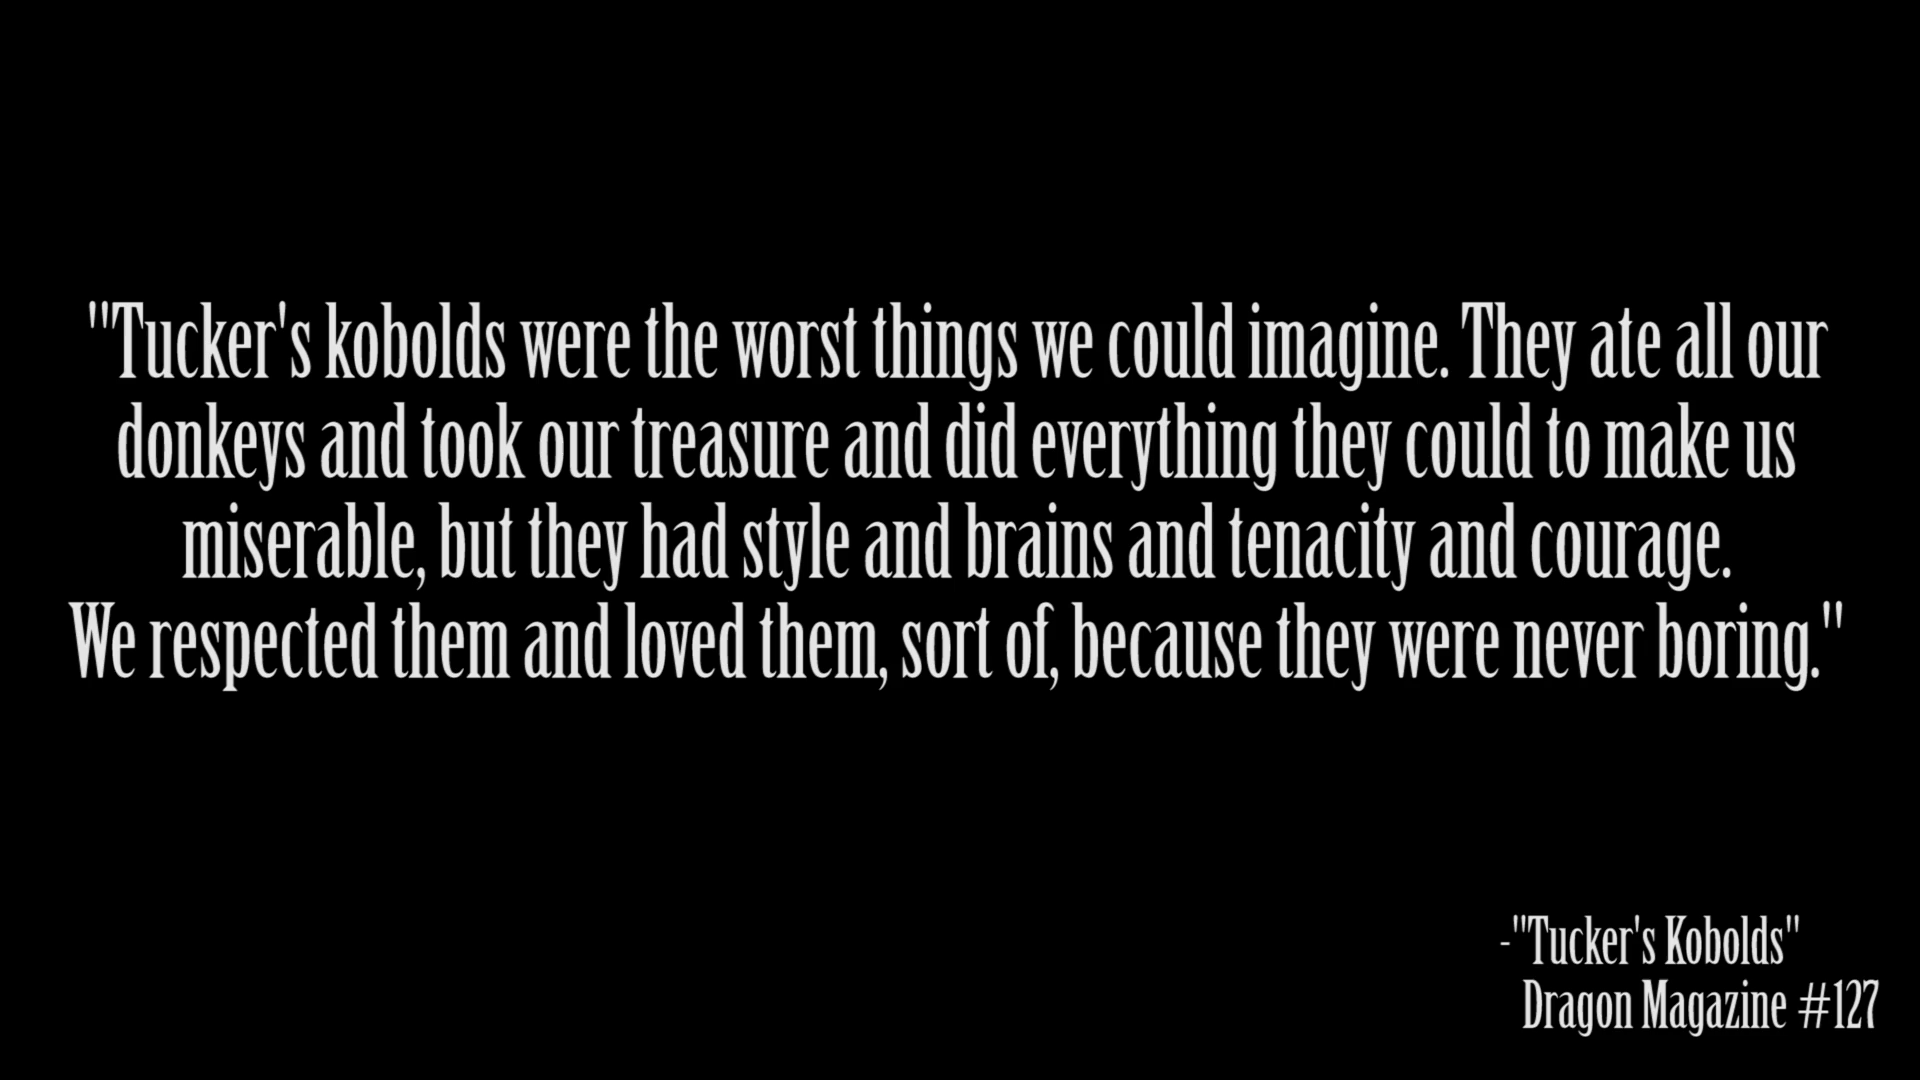 "Tucker's kobolds were the worst things we could imagine. They ate all our
donkeys and took our treasure and did everything they could to make us
miserable, but they had style and brains and tenacity and courage.
We respected them and loved them, sort of, because they were never boring."
-"Tucker's Kobolds"
Dragon Magazine #127